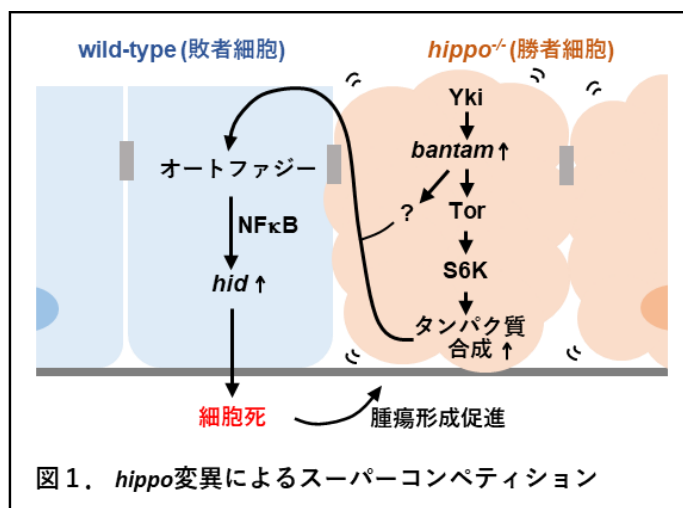 wild-type (敗者細胞)
hippo-/- (勝者細胞)
Yki
bantam↑
オートファジー
?
Tor
NFκB
S6K
hid↑
タンパク質
合成↑
細胞死
腫瘍形成促進
図1. hippo変異によるスーパーコンペティション